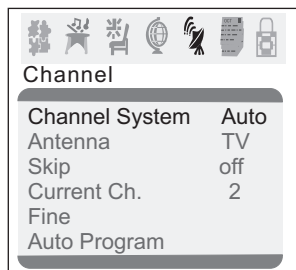 Channel
Channel System Auto
Antenna TV
Skip off
Current Ch. 2
Fine
Auto Program